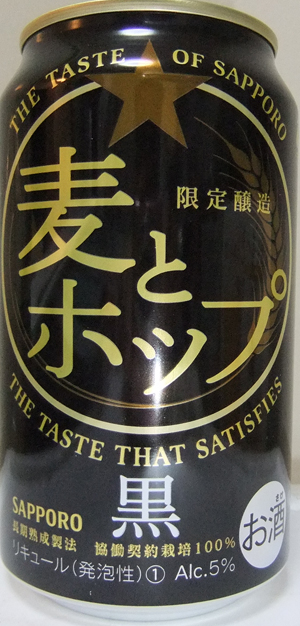 THE TASTE OF SAPPORO
限定醸造
麦と
ホップ
THE TASTE THAT SATISFIES
黒
SAPPORO
長期熟成製法
協働契約栽培100%
さけ
お酒
リキュール(発泡性)① Alc.5%